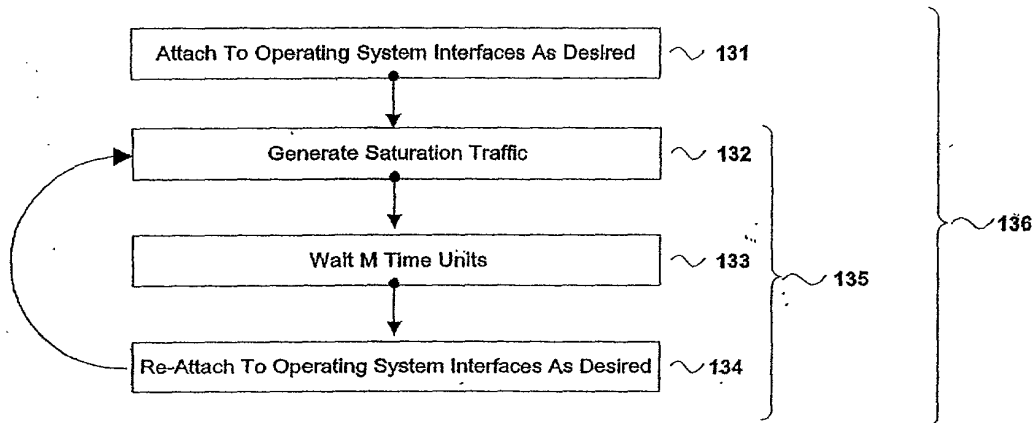 Attach To Operating System Interfaces As Desired 131
Generate Saturation Traffic 132
136
Wait M Time Units 133
135
Re-Attach To Operating System Interfaces As Desired 134